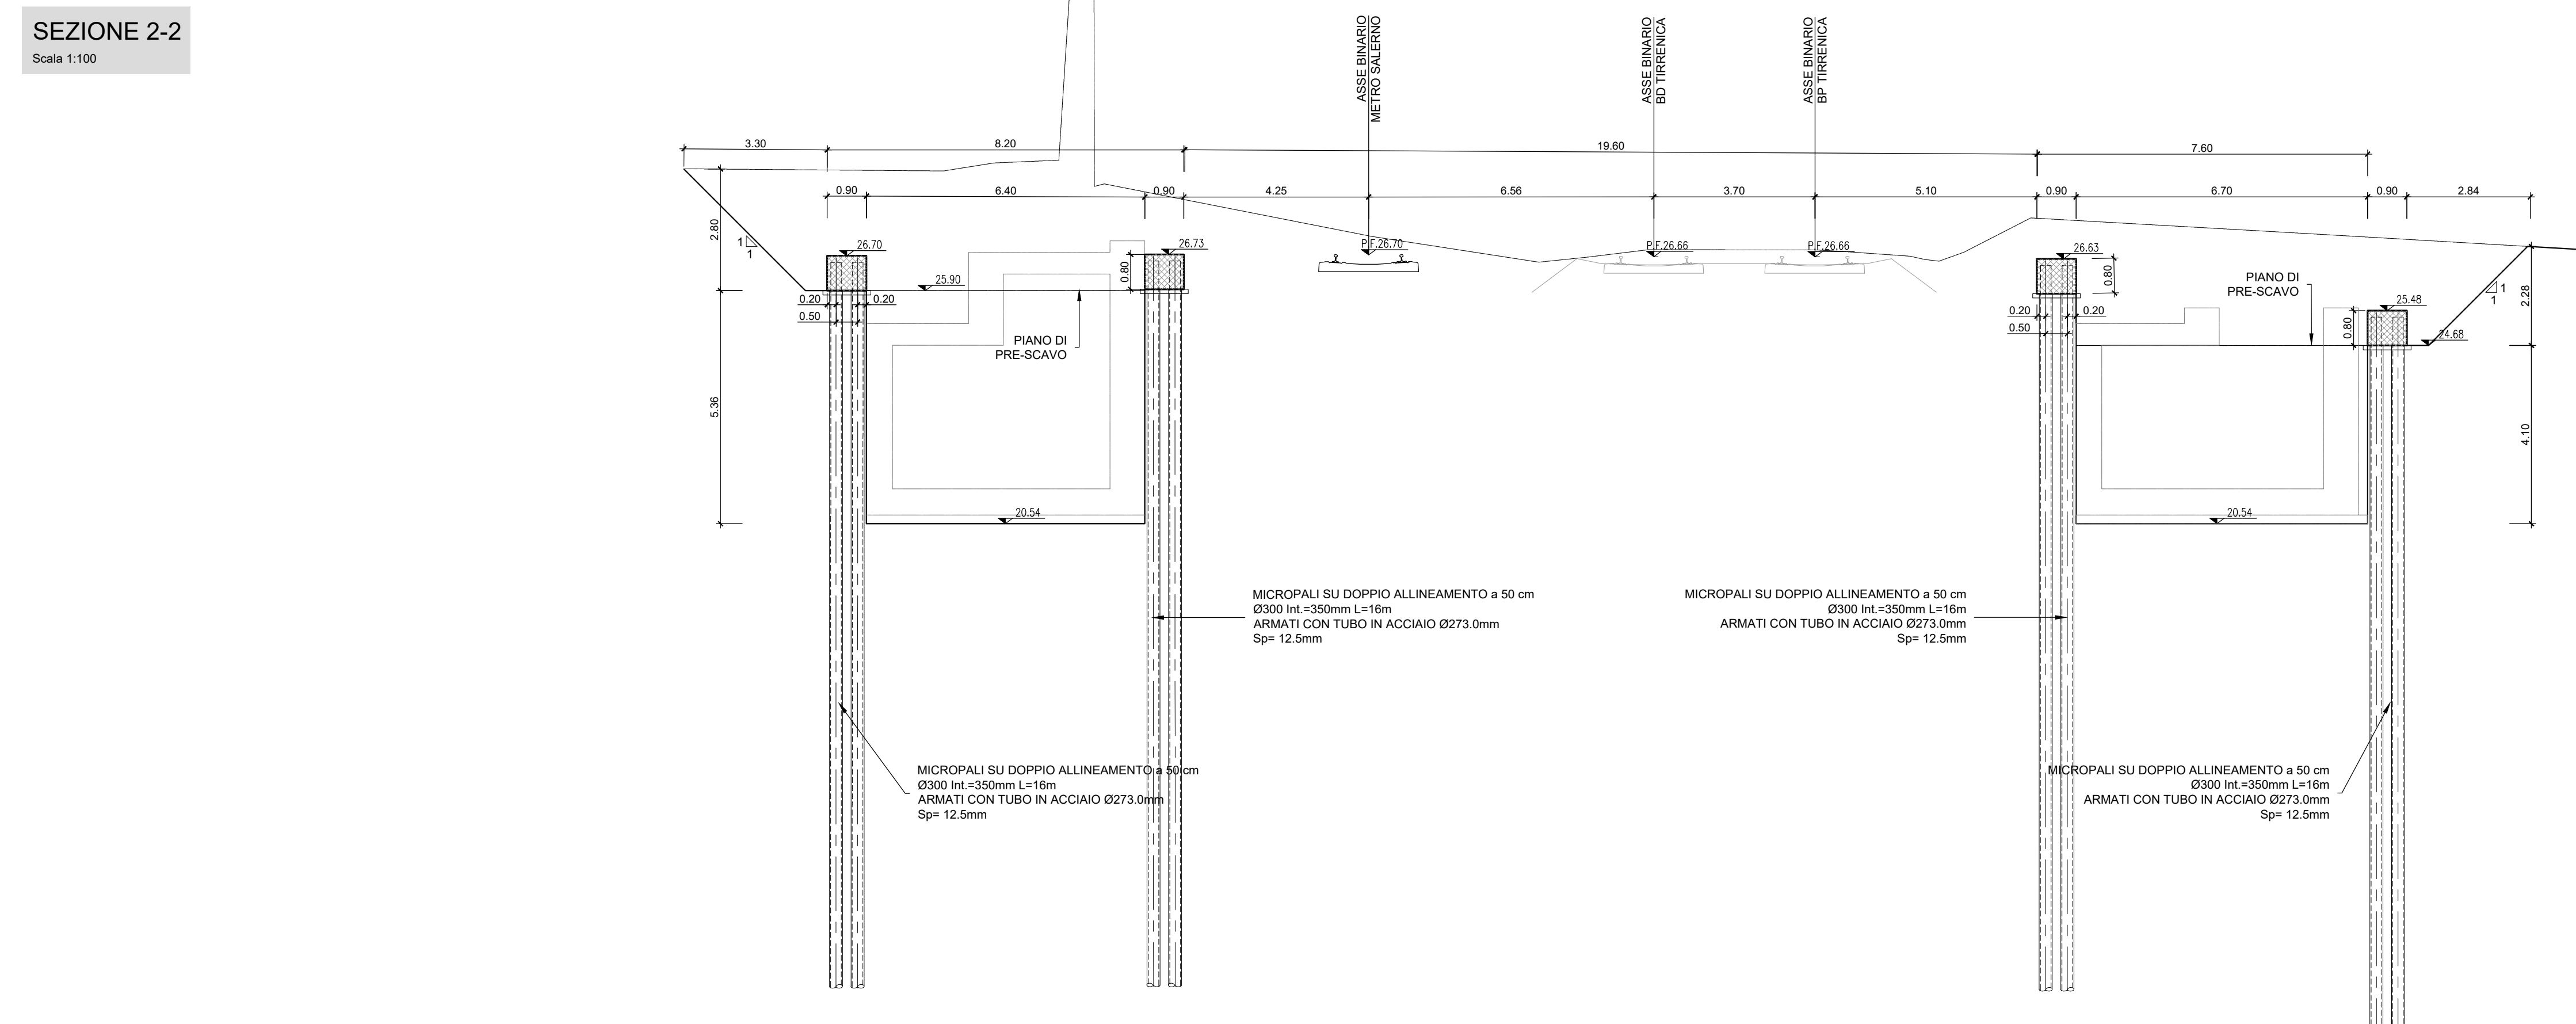 SEZIONE 2-2
Scala 1:100
ASSE BINARIO
METRO SALERNO
ASSE BINARIO
BD TIRRENICA
ASSE BINARIO
BP TIRRENICA
3.30
8.20
19.60
7.60
0.90
6.40
0.90
4.25
6.56
3.70
5.10
0.90
6.70
0.90
2.84
2.80
1
1
26.70
26.73
P.F.26.70
P.F.26.66
P.F.26.66
26.63
0.80
25.90
0.80
PIANO DI
PRE-SCAVO
1
1
2.28
0.20
0.20
0.50
0.20
0.20
0.50
25.48
0.80
24.68
PIANO DI
PRE-SCAVO
5.36
4.10
20.54
20.54
MICROPALI SU DOPPIO ALLINEAMENTO a 50 cm
Ø300 Int.=350mm L=16m
ARMATI CON TUBO IN ACCIAIO Ø273.0mm
Sp= 12.5mm
MICROPALI SU DOPPIO ALLINEAMENTO a 50 cm
Ø300 Int.=350mm L=16m
ARMATI CON TUBO IN ACCIAIO Ø273.0mm
Sp= 12.5mm
MICROPALI SU DOPPIO ALLINEAMENTO a 50 cm
Ø300 Int.=350mm L=16m
ARMATI CON TUBO IN ACCIAIO Ø273.0mm
Sp= 12.5mm
MICROPALI SU DOPPIO ALLINEAMENTO a 50 cm
Ø300 Int.=350mm L=16m
ARMATI CON TUBO IN ACCIAIO Ø273.0mm
Sp= 12.5mm